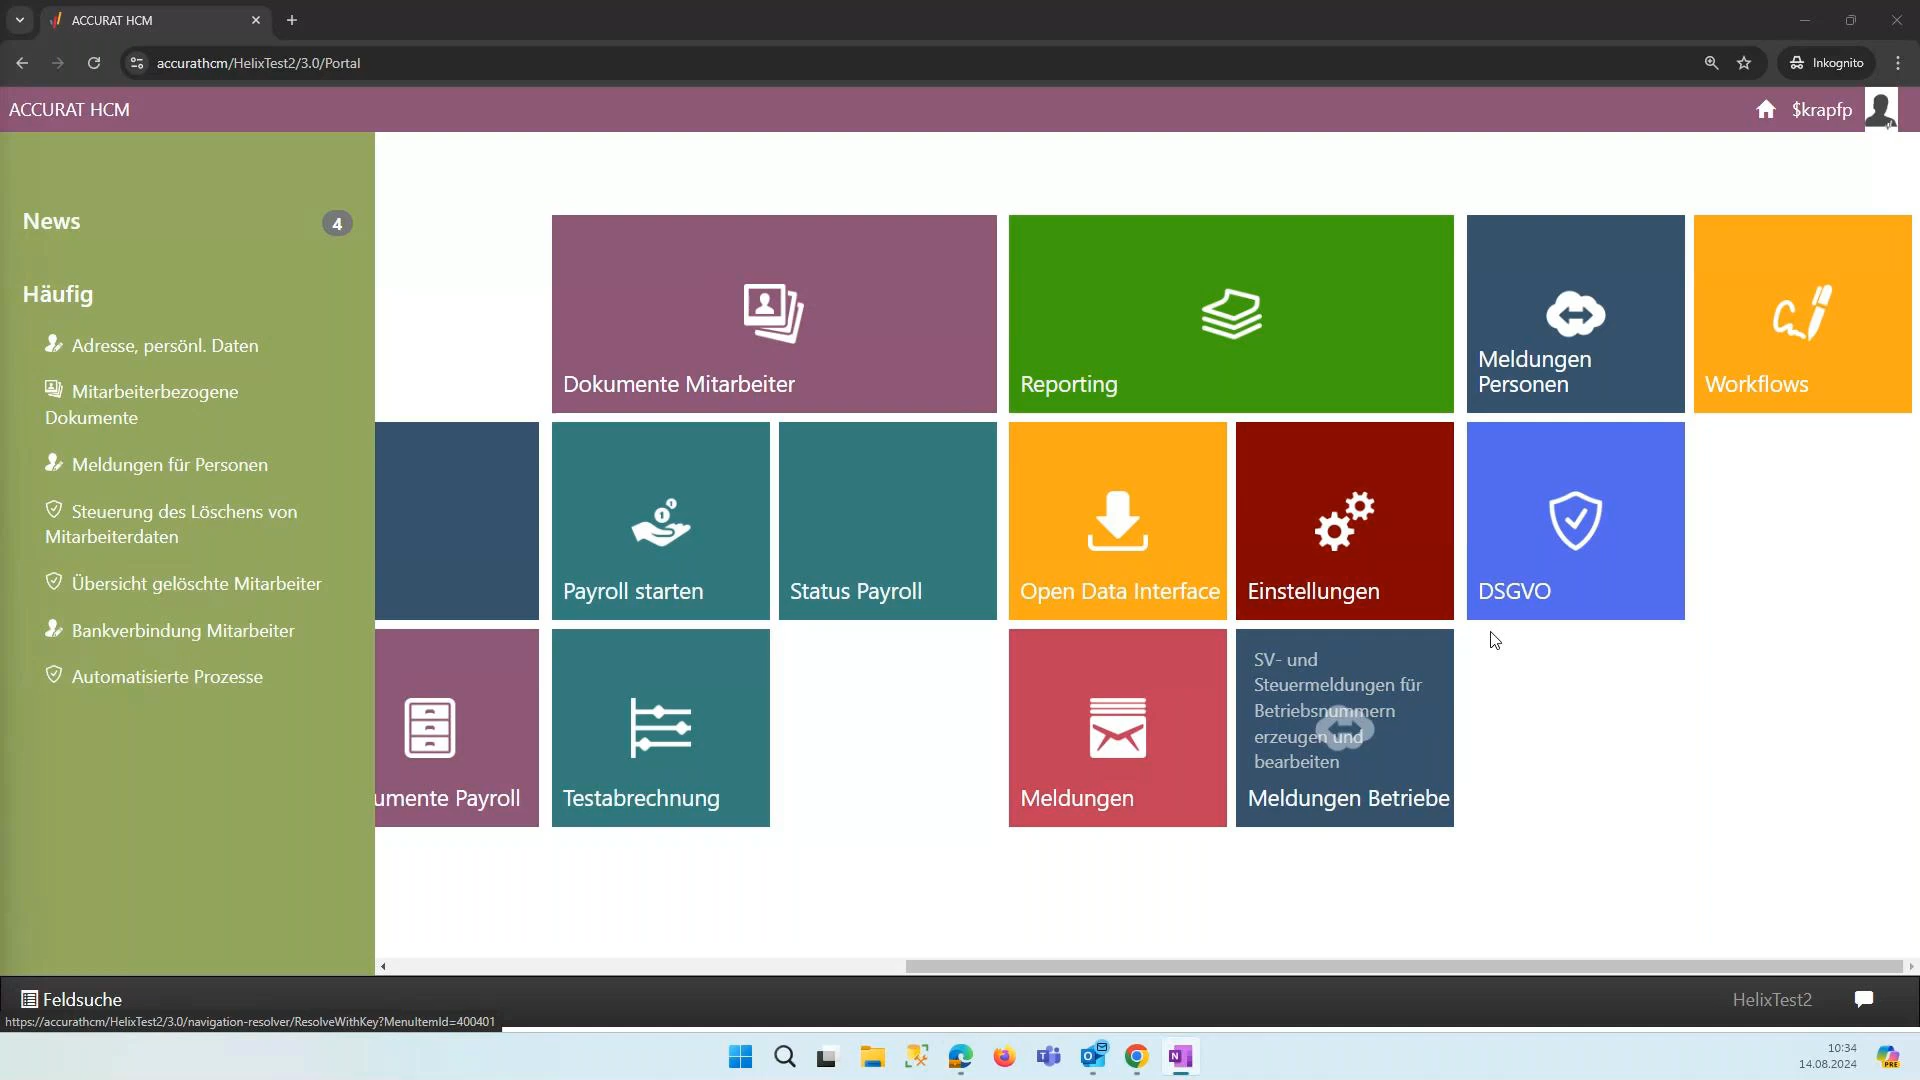 ACCURAT HCM
accurathcm/HelixTest2/3.0/Portal
Inkognito
ACCURAT HCM
$krapfp
News
4
Häufig
Adresse, persönl. Daten
Mitarbeiterbezogene
Dokumente
Meldungen für Personen
Steuerung des Löschens von
Mitarbeiterdaten
Übersicht gelöschte Mitarbeiter
Bankverbindung Mitarbeiter
Automatisierte Prozesse
Dokumente Mitarbeiter
Reporting
Meldungen
Personen
Workflows
Payroll starten
Status Payroll
Open Data Interface
Einstellungen
DSGVO
umente Payroll
Testabrechnung
Meldungen
SV- und
Steuermeldungen für
Betriebsnummern
erzeugen und
bearbeiten
Meldungen Betriebe
Feldsuche
HelixTest2
https://accurathcm/HelixTest2/3.0/navigation-resolver/ResolveWithKey?MenuItemId=400401
10:34
14.08.2024
PRE